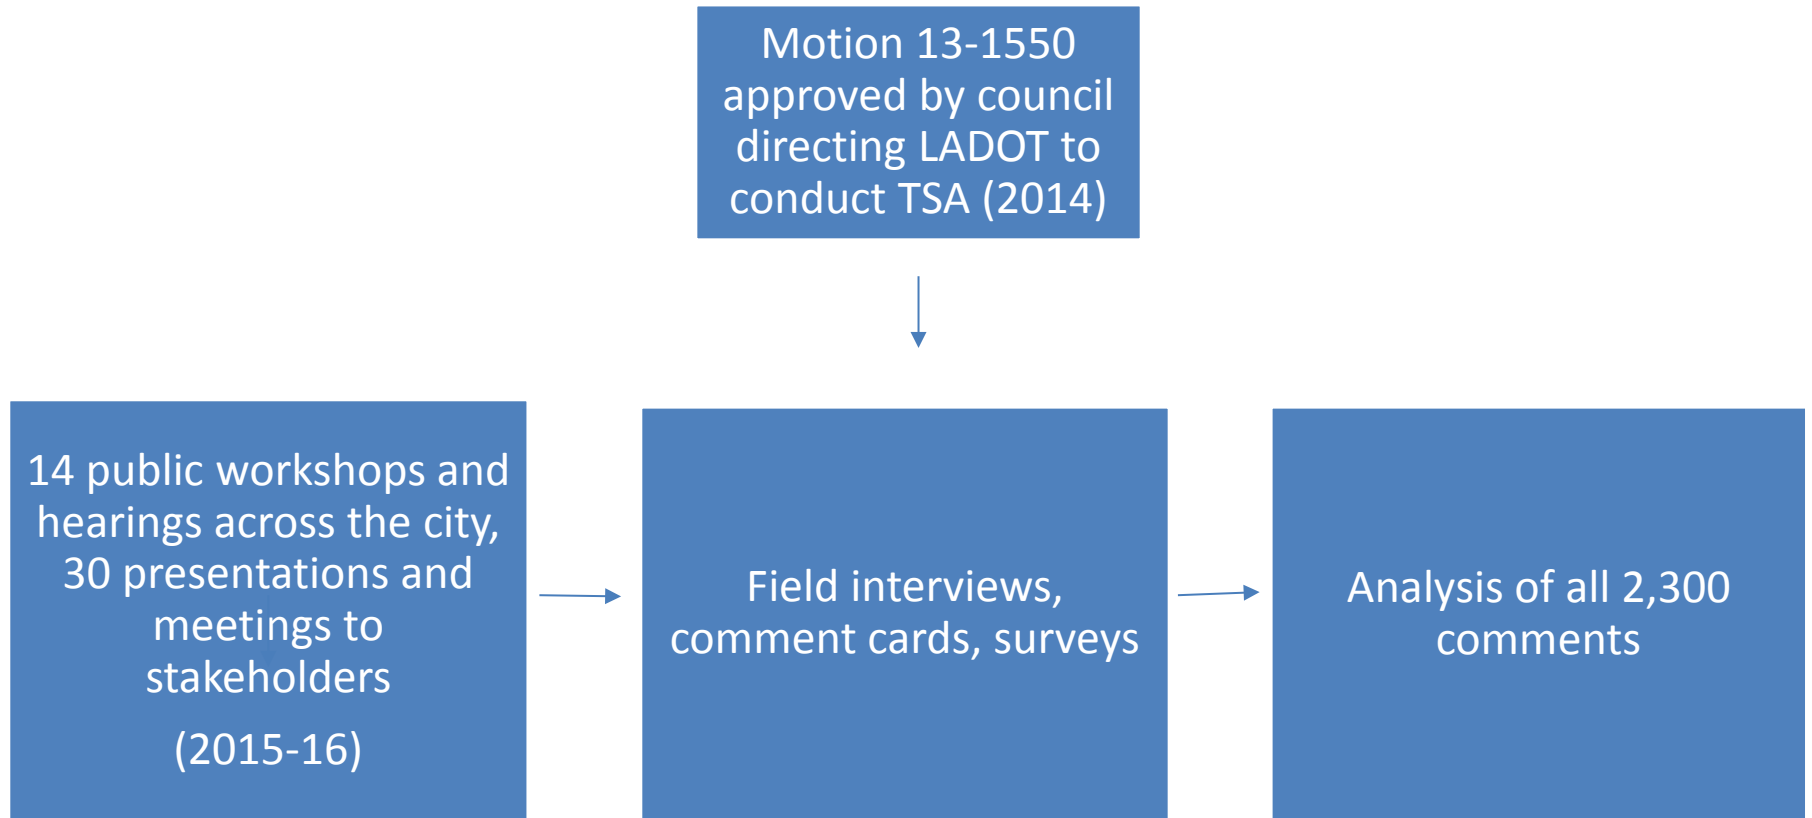 Motion 13-1550
approved by council
directing LADOT to
conduct TSA (2014)
14 public workshops and
hearings across the city,
30 presentations and
meetings to
stakeholders
(2015-16)
Field interviews,
comment cards, surveys
Analysis of all 2,300
comments